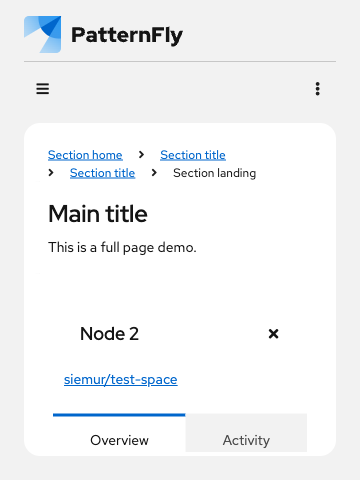 PatternFly
Section home Section title
Section title Section landing
Main title
This is a full page demo.
Node 2
siemur/test-space
Overview Activity